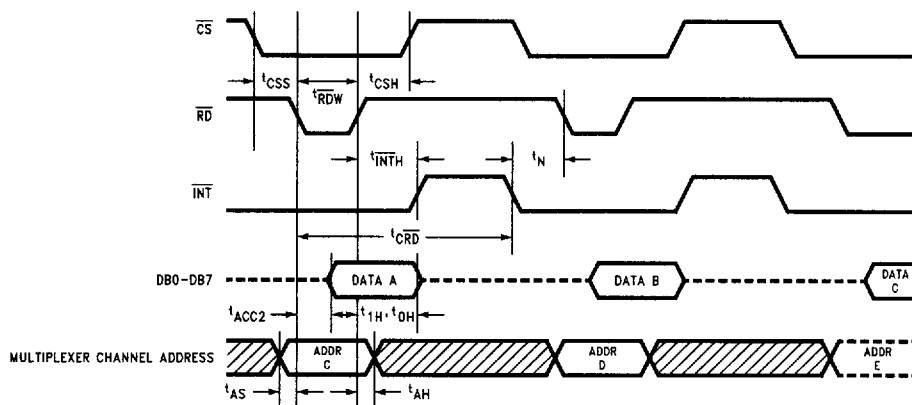 CS
tCSS
tRDW
tCSH
RD
tINTH
tN
INT
tCRD
DB0-DB7
DATA A
DATA B
DATA
C
tACC2
t1H, t0H
MULTIPLEXER CHANNEL ADDRESS
ADDR
C
ADDR
D
ADDR
E
tAS
tAH